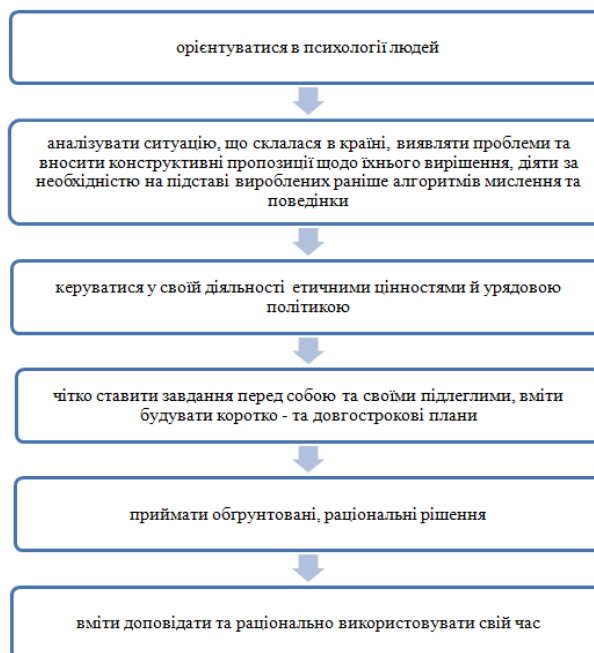 орієнтуватися в психології людей
аналізувати ситуацію, що склалася в країні, виявляти проблеми та
вносити конструктивні пропозиції щодо їхнього вирішення, діяти за
необхідністю на підставі вироблених раніше алгоритмів мислення та
поведінки
керуватися у своїй діяльності етичними цінностями й урядовою
політикою
чітко ставити завдання перед собою та своїми підлеглими, вміти
будувати коротко - та довгострокові плани
приймати обґрунтовані, раціональні рішення
вміти доповідати та раціонально використовувати свій час